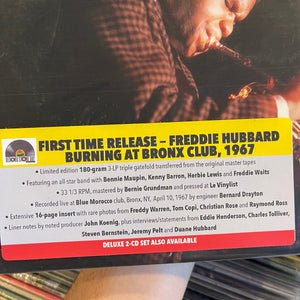 FIRST TIME RELEASE – FREDDIE HUBBARD
BURNING AT BRONX CLUB, 1967
• Limited edition 180-gram 3-LP triple gatefold transferred from the original master tapes
• Featuring an all-star band with Bennie Maupin, Kenny Barron, Herbie Lewis and Freddie Waits
• 33 1/3 RPM, mastered by Bernie Grundman and pressed at Le Vinylist
• Recorded live at Blue Morocco club, Bronx, NY, April 10, 1967 by engineer Bernard Drayton
• Extensive 16-page insert with rare photos from Freddy Warren, Tom Copi, Christian Rose and Raymond Ross
• Liner notes by noted producer John Koenig, plus interviews/statements from Eddie Henderson, Charles Tolliver,
Steven Bernstein, Jeremy Pelt and Duane Hubbard
DELUXE 2-CD SET ALSO AVAILABLE